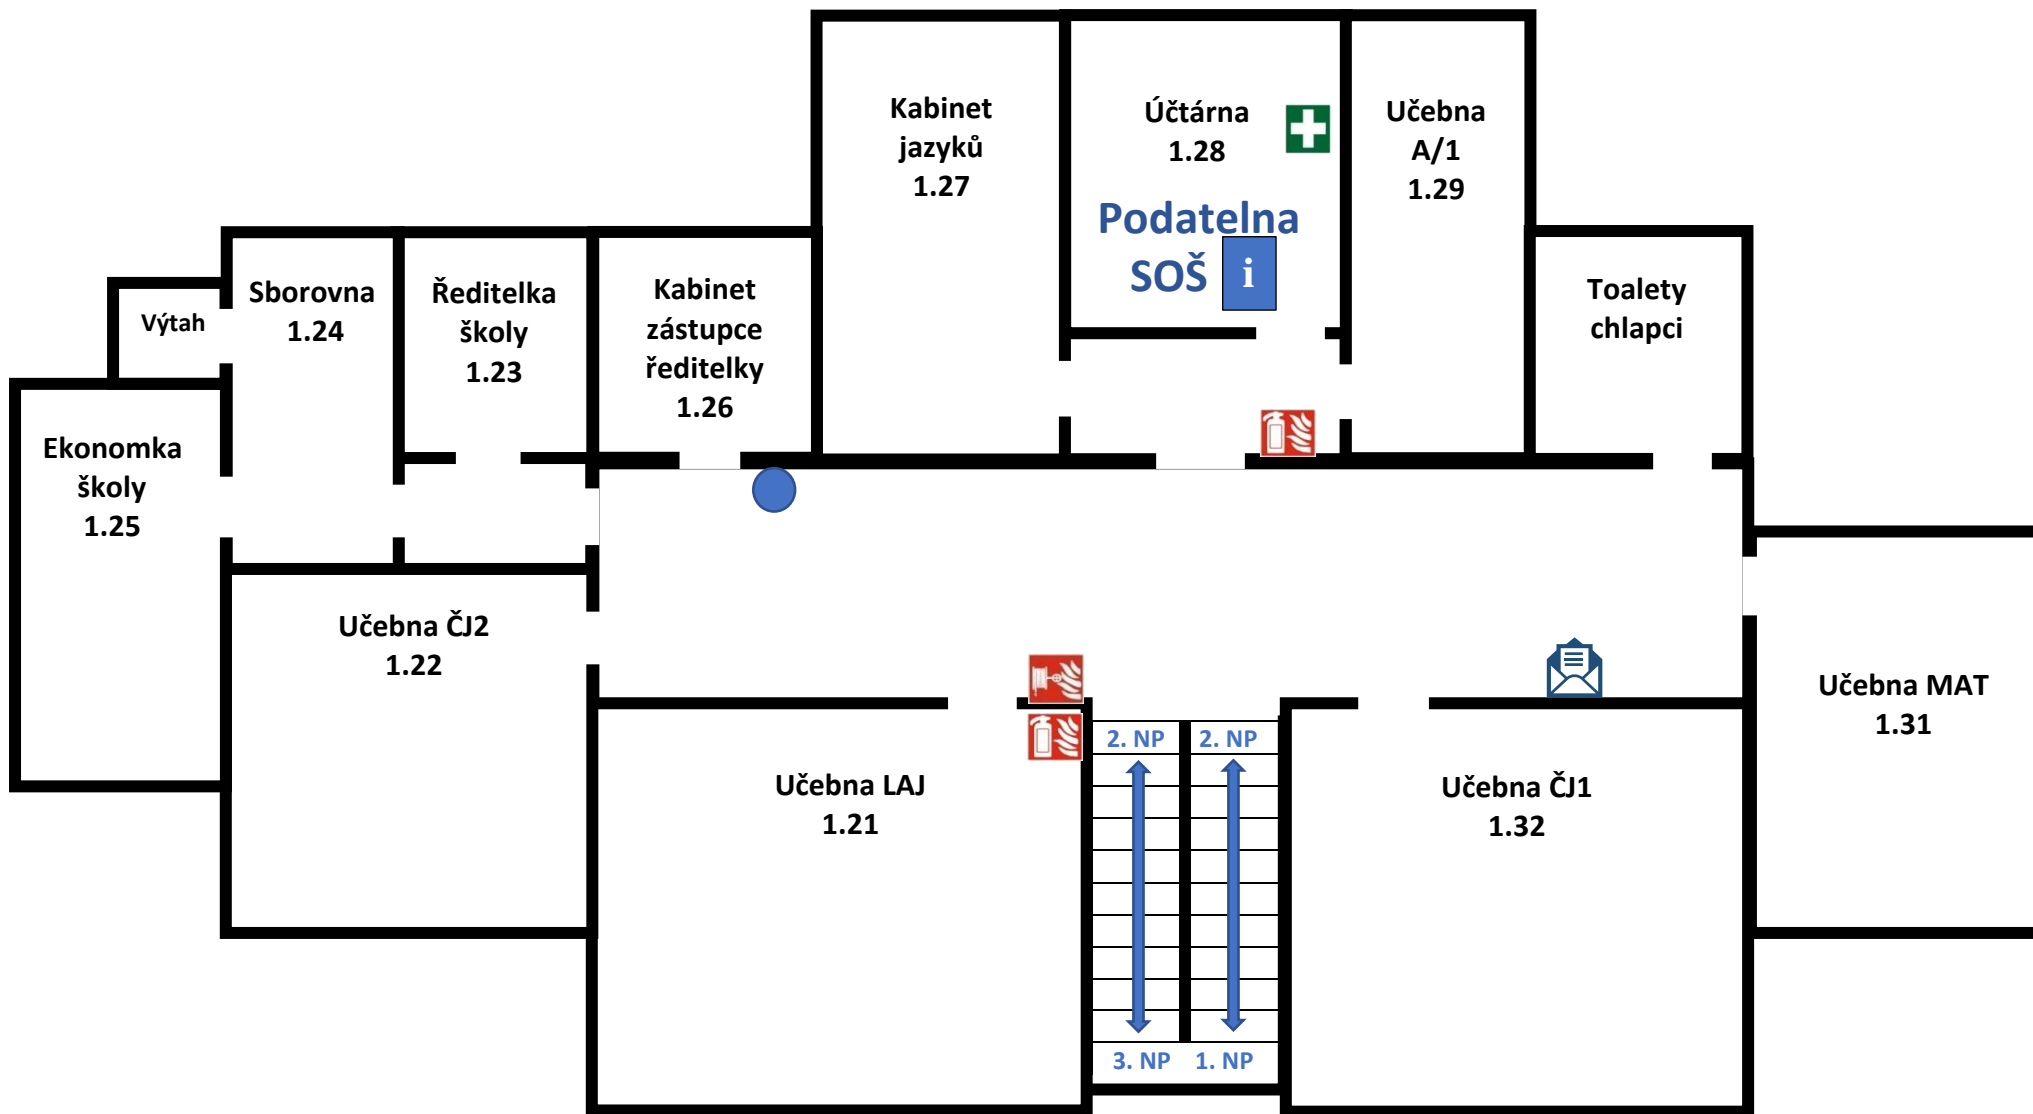 Kabinet
jazyků
1.27
Účtárna
1.28
Podatelna
SOŠ i
Učebna
A/1
1.29
Výtah
Sborovna
1.24
Ředitelka
školy
1.23
Kabinet
zástupce
ředitelky
1.26
Toalety
chlapci
Ekonomka
školy
1.25
Učebna ČJ2
1.22
Učebna MAT
1.31
Učebna LAJ
1.21
2. NP
2. NP
3. NP
1. NP
Učebna ČJ1
1.32